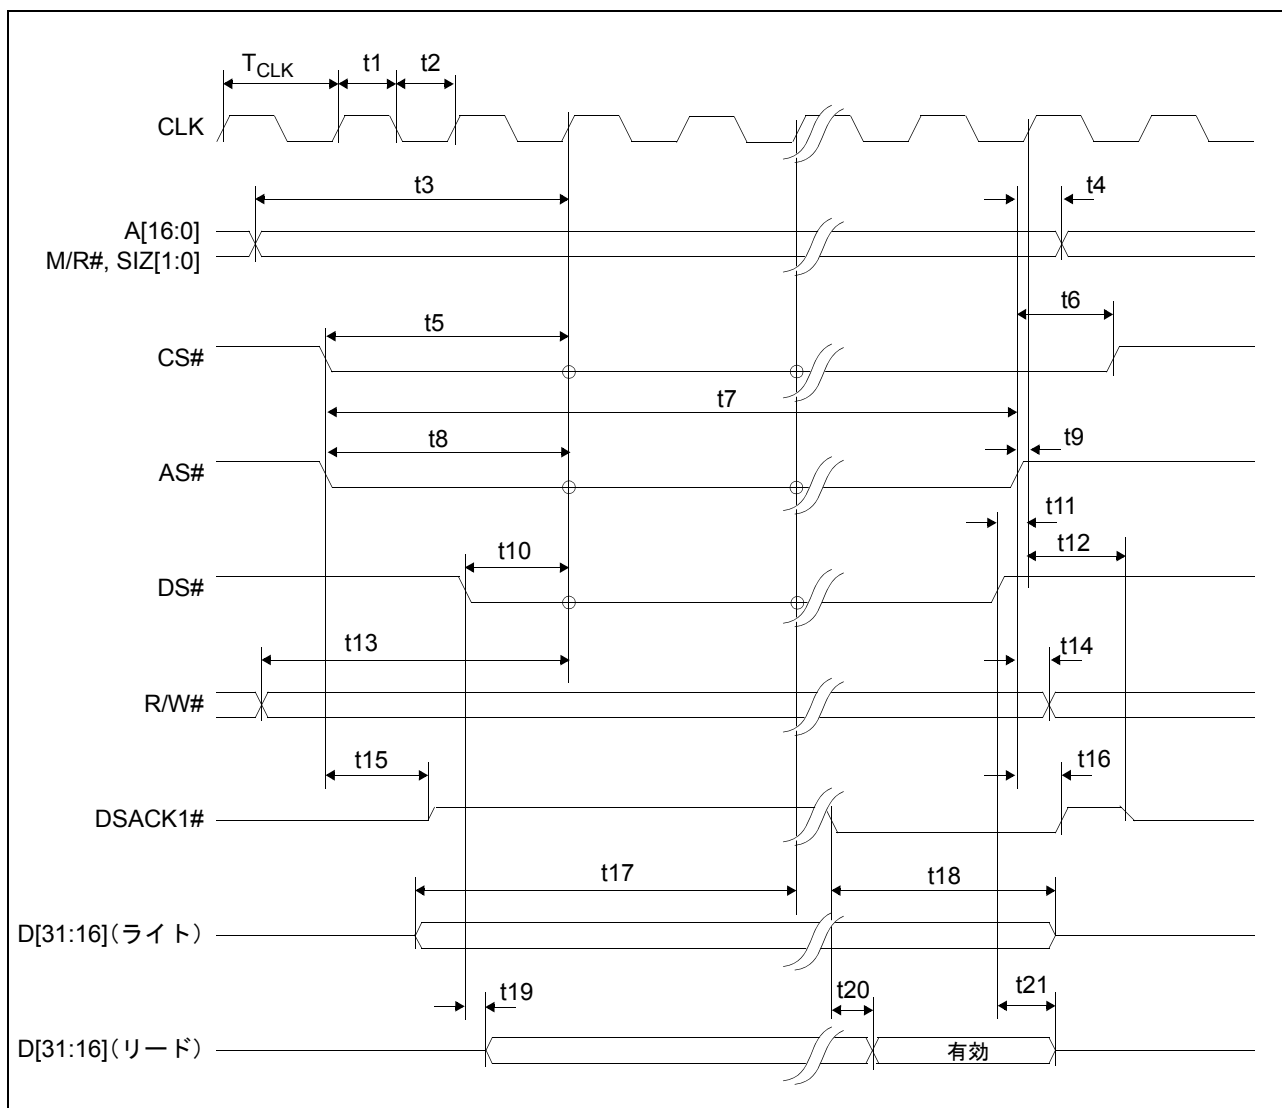 TCLK t1 t2
CLK
t3 t4
A[16:0]
M/R#, SIZ[1:0]
t6
t5
CS#
t7
t8 t9
AS#
t11
t10 t12
DS#
t13 t14
R/W#
t15 t16
DSACK1#
t17 t18
D[31:16](ライト)
t19 t20 t21
D[31:16](リード) 有効